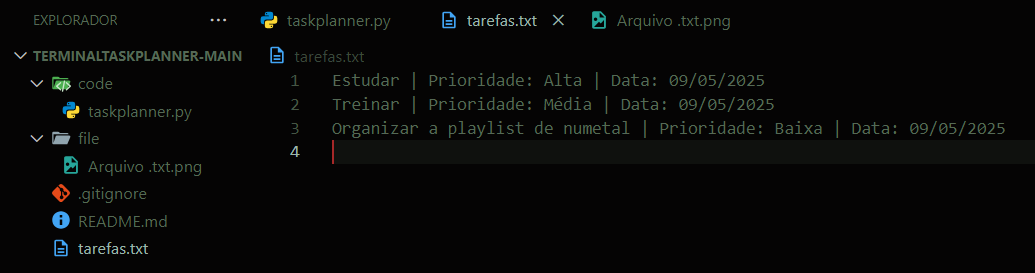 EXPLORADOR ... taskplanner.py tarefas.txt Arquivo .txt.png
TERMINALTASKPLANNER-MAIN tarefas.txt
code
taskplanner.py
file
Arquivo .txt.png
.gitignore
README.md
tarefas.txt
1 Estudar | Prioridade: Alta | Data: 09/05/2025
2 Treinar | Prioridade: Média | Data: 09/05/2025
3 Organizar a playlist de numetal | Prioridade: Baixa | Data: 09/05/2025
4